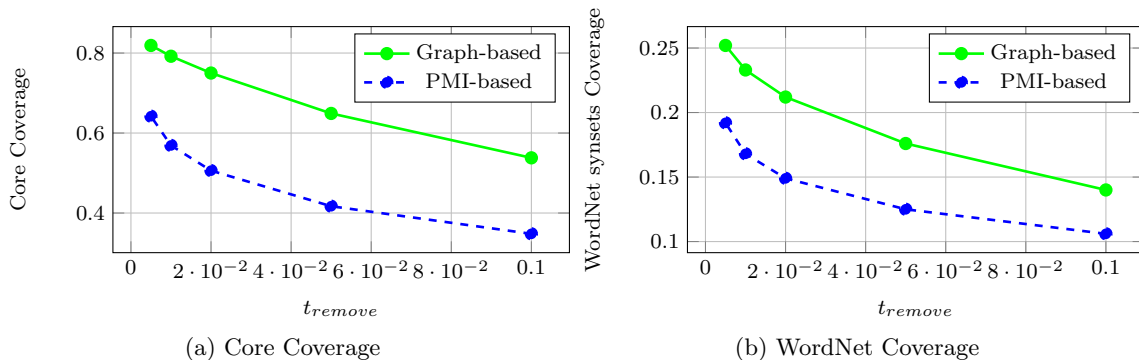 Core Coverage
0.8
0.6
0.4
0
2 · 10⁻²
4 · 10⁻²
6 · 10⁻²
8 · 10⁻²
0.1
t_remove
Graph-based
PMI-based
(a) Core Coverage
WordNet synsets Coverage
0.25
0.2
0.15
0.1
0
2 · 10⁻²
4 · 10⁻²
6 · 10⁻²
8 · 10⁻²
0.1
t_remove
Graph-based
PMI-based
(b) WordNet Coverage